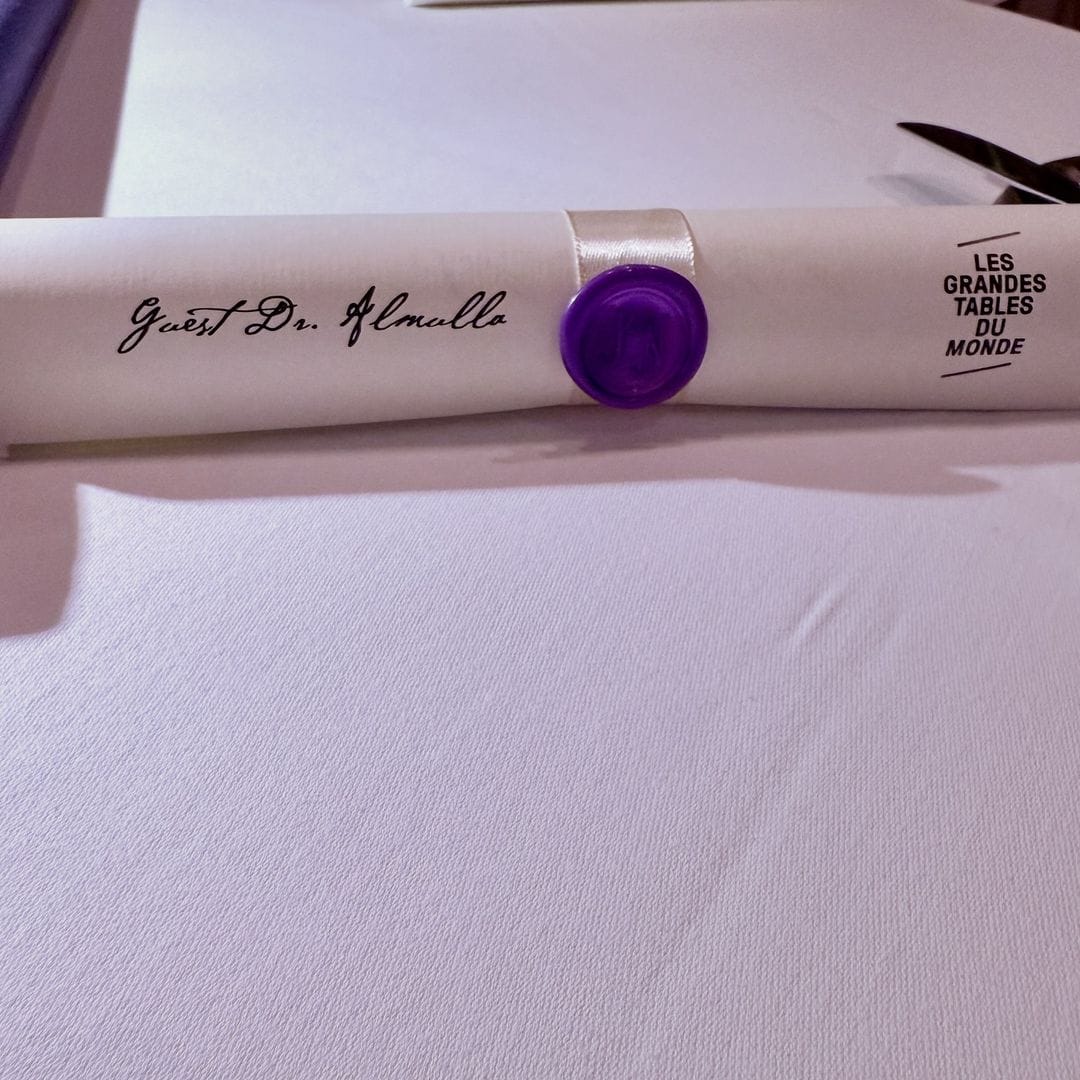 Guest Dr. Almulla
LES
GRANDES
TABLES
DU
MONDE